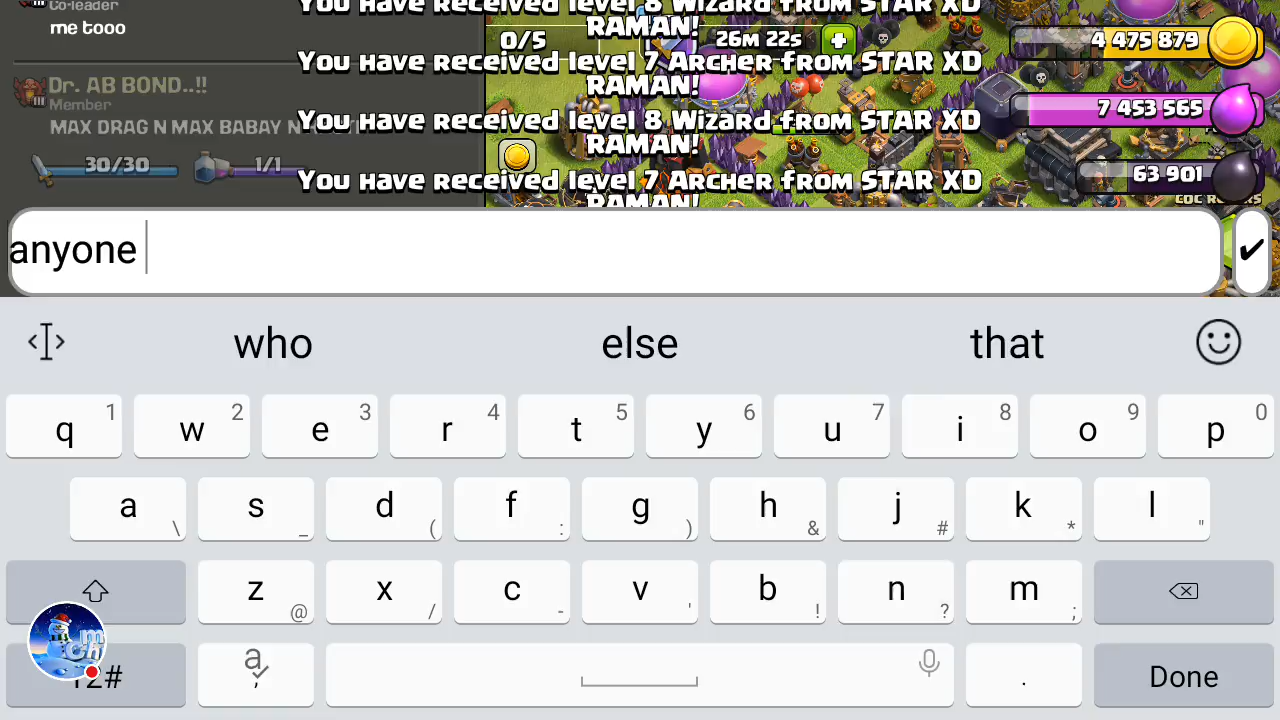 Co-leader
me tooo
Dr. AB BOND..!!
Member
MAX DRAG N MAX BABAY N
30/30
1/1
You have received level 8 Wizard from STAR XD
RAMAN!
You have received level 7 Archer from STAR XD
RAMAN!
You have received level 8 Wizard from STAR XD
RAMAN!
You have received level 7 Archer from STAR XD
RAMAN!
0/5
26m 22s
+
4 475 879
7 453 565
63 901
anyone
who else that
1 2 3 4 5 6 7 8 9 0
q w e r t y u i o p
a s d f g h j k l
\ _ ( : ) & # * "
z x c v b n m
@ / - ' ! ? ;
12# , . Done